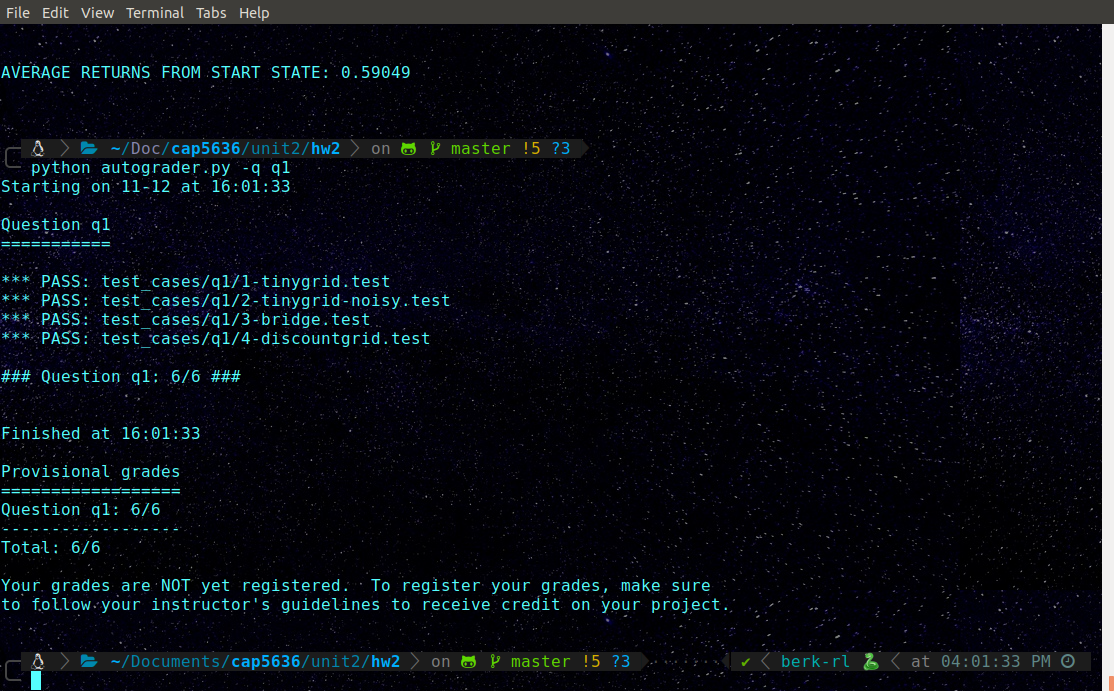 File Edit View Terminal Tabs Help
AVERAGE RETURNS FROM START STATE: 0.59049
~/Doc/cap5636/unit2/hw2 on master !5 ?3
python autograder.py -q q1
Starting on 11-12 at 16:01:33
Question q1
===========
*** PASS: test_cases/q1/1-tinygrid.test
*** PASS: test_cases/q1/2-tinygrid-noisy.test
*** PASS: test_cases/q1/3-bridge.test
*** PASS: test_cases/q1/4-discountgrid.test
### Question q1: 6/6 ###
Finished at 16:01:33
Provisional grades
==================
Question q1: 6/6
------------------
Total: 6/6
Your grades are NOT yet registered.  To register your grades, make sure
to follow your instructor's guidelines to receive credit on your project.
~/Documents/cap5636/unit2/hw2 on master !5 ?3 ✔ berk-rl at 04:01:33 PM